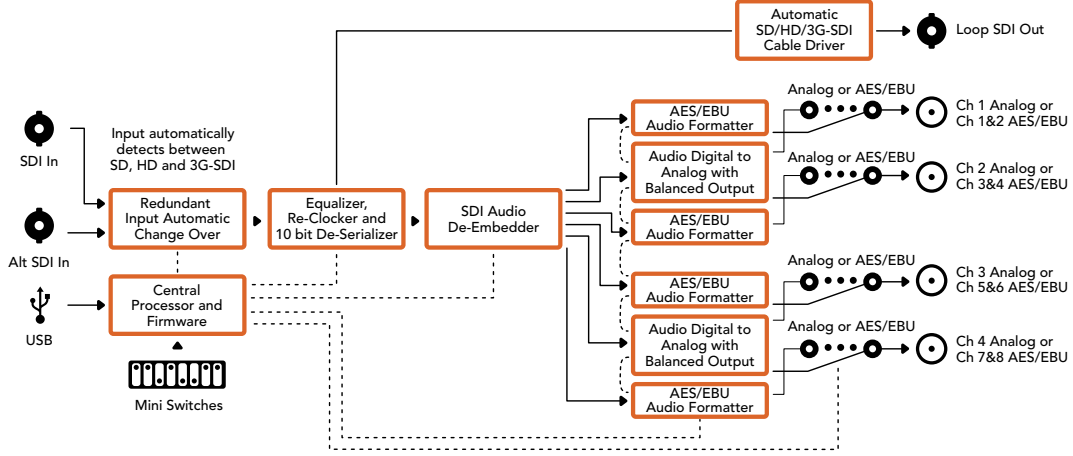 Automatic
SD/HD/3G-SDI
Cable Driver
Loop SDI Out
SDI In
Input automatically
detects between
SD, HD and 3G-SDI
Alt SDI In
Redundant
Input Automatic
Change Over
Equalizer,
Re-Clocker and
10 bit De-Serializer
SDI Audio
De-Embedder
USB
Central
Processor and
Firmware
Mini Switches
AES/EBU
Audio Formatter
Audio Digital to
Analog with
Balanced Output
AES/EBU
Audio Formatter
AES/EBU
Audio Formatter
Audio Digital to
Analog with
Balanced Output
AES/EBU
Audio Formatter
Analog or AES/EBU
Ch 1 Analog or
Ch 1&2 AES/EBU
Analog or AES/EBU
Ch 2 Analog or
Ch 3&4 AES/EBU
Analog or AES/EBU
Ch 3 Analog or
Ch 5&6 AES/EBU
Analog or AES/EBU
Ch 4 Analog or
Ch 7&8 AES/EBU